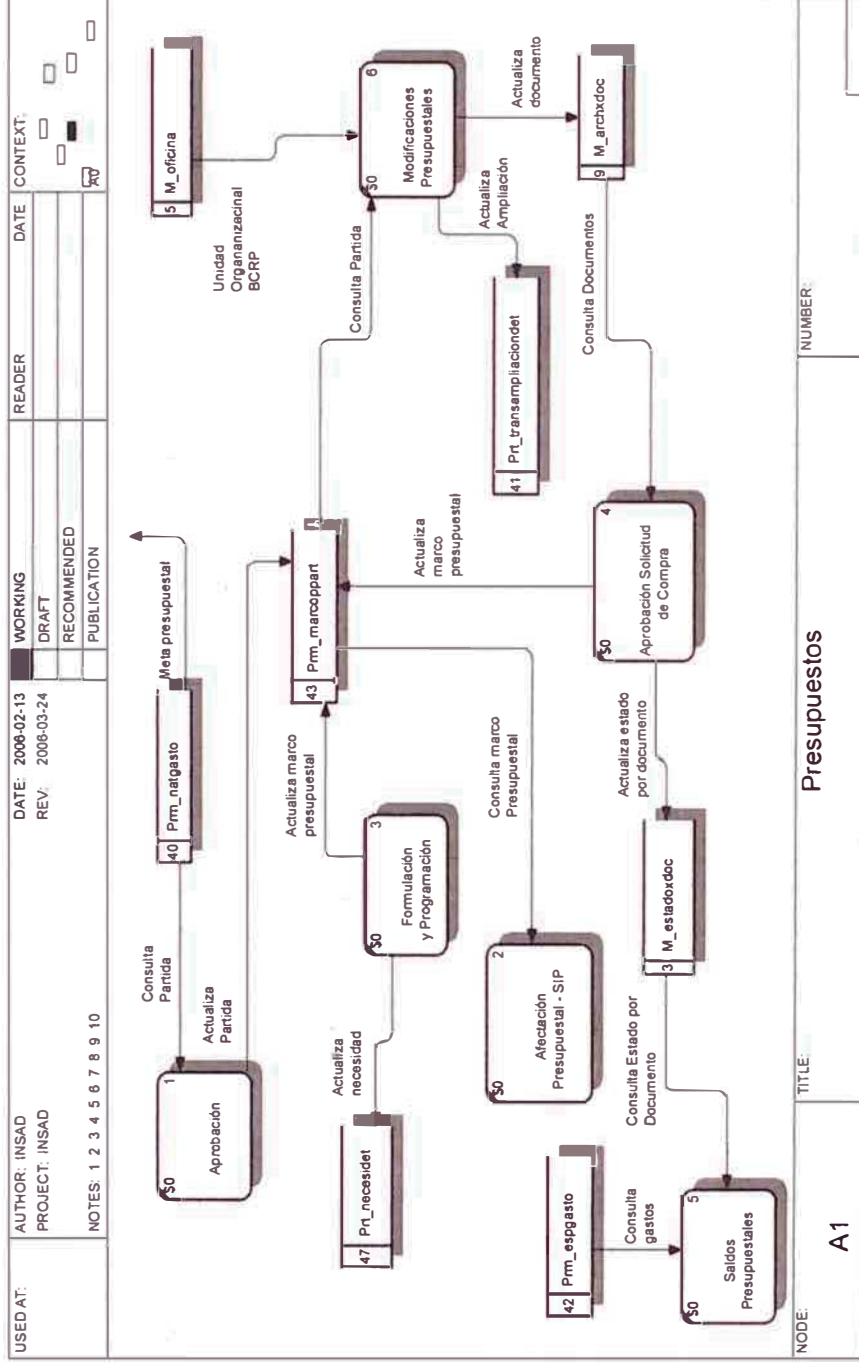 USED AT:
AUTHOR: INSAD
PROJECT: INSAD
NOTES: 1 2 3 4 5 6 7 8 9 10
DATE: 2006-02-13
REV: 2006-03-24
WORKING
DRAFT
RECOMMENDED
PUBLICATION
READER
DATE
CONTEXT:
A0
$0
1
Aprobación
Consulta
Partida
Actualiza
Partida
40
Prm_natgasto
Meta presupuestal
5
M_oficina
Unidad
Organanizacinal
BCRP
47
Prt_necesidet
Actualiza
necesidad
$0
3
Formulación
y Programación
Actualiza marco
presupuestal
43
Prm_marcoppart
Consulta Partida
$0
6
Modificaciones
Presupuestales
Actualiza
Ampliación
Actualiza
documento
41
Prt_transampliaciondet
9
M_archxdoc
Consulta Documentos
$0
2
Afectación
Presupuestal - SIP
Consulta marco
Presupuestal
Actualiza
marco
presupuestal
$0
4
Aprobación Solicitud
de Compra
Actualiza estado
por documento
3
M_estadoxdoc
Consulta Estado por
Documento
42
Prm_espgasto
Consulta
gastos
$0
5
Saldos
Presupuestales
NODE:
A1
TITLE:
Presupuestos
NUMBER: